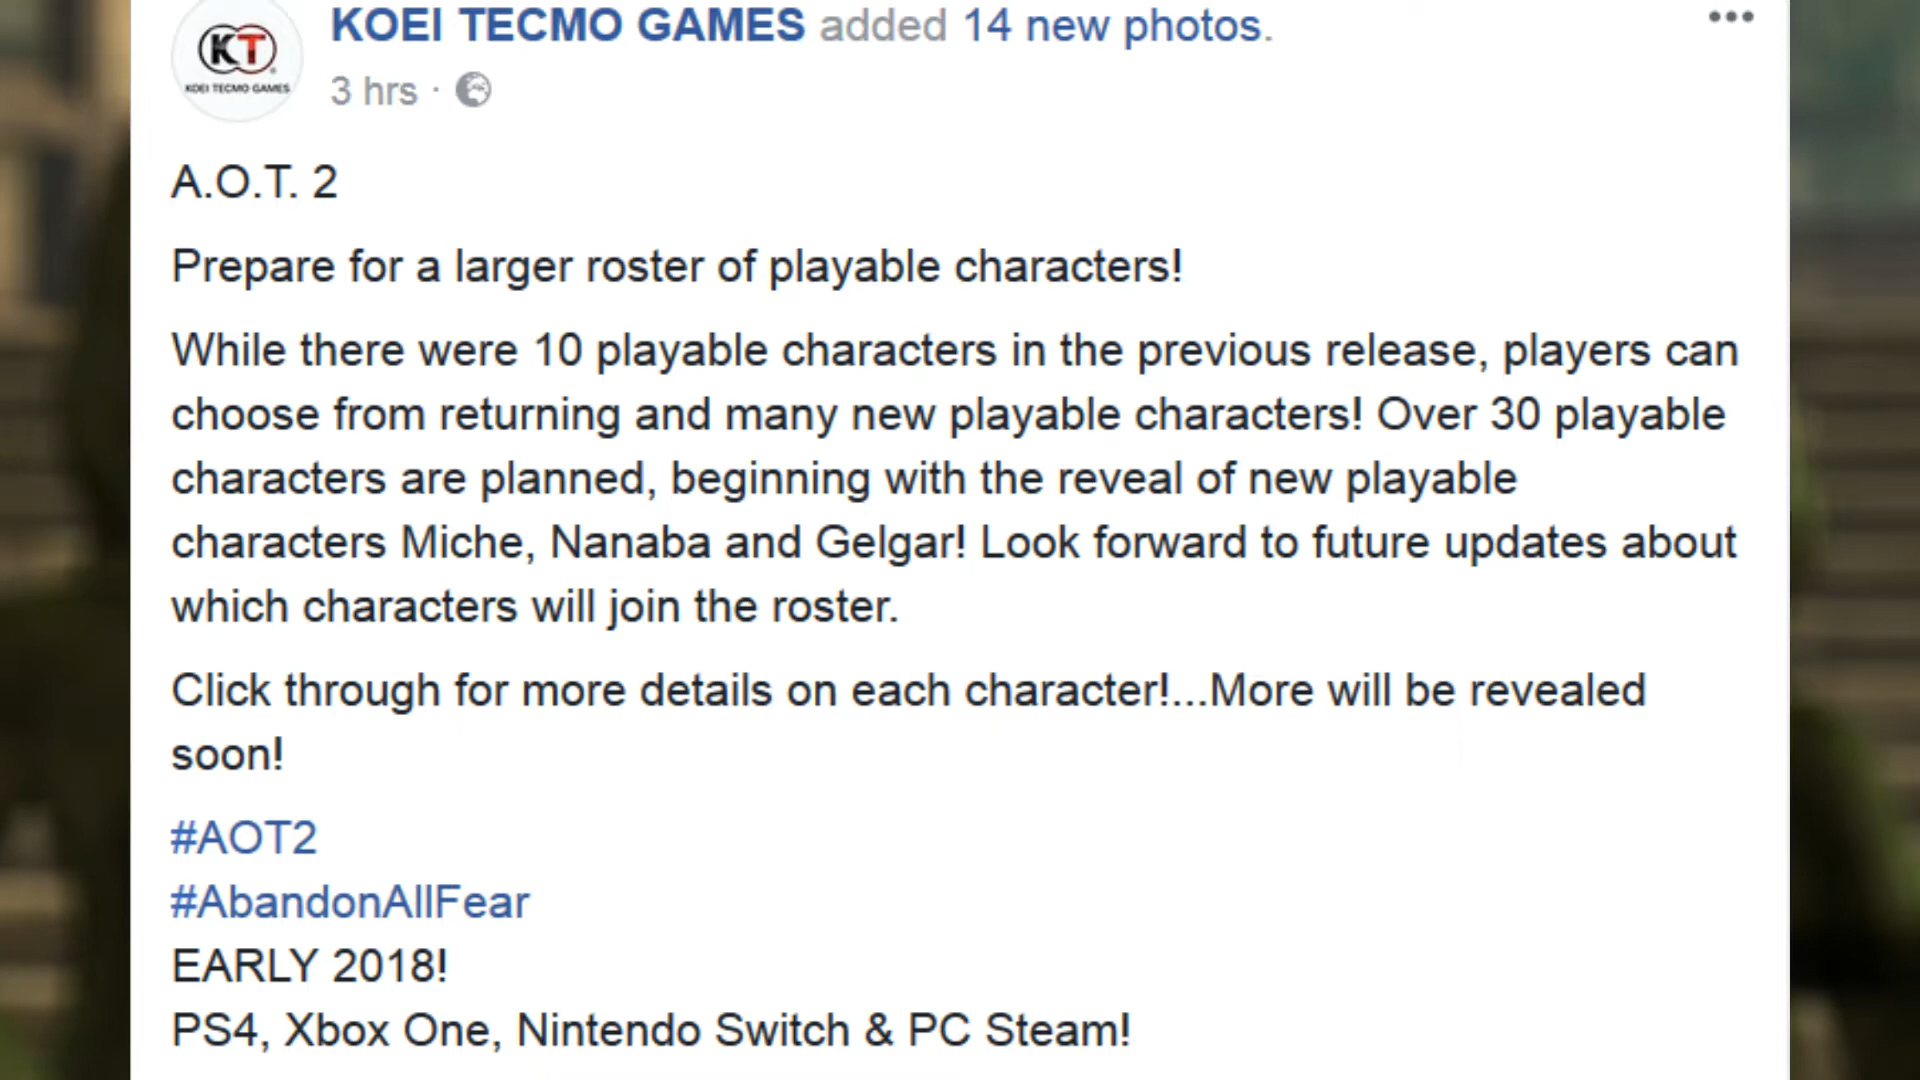 KOEI TECMO GAMES added 14 new photos.
KT
KOEI TECMO GAMES
3 hrs ·
A.O.T. 2
Prepare for a larger roster of playable characters!
While there were 10 playable characters in the previous release, players can
choose from returning and many new playable characters! Over 30 playable
characters are planned, beginning with the reveal of new playable
characters Miche, Nanaba and Gelgar! Look forward to future updates about
which characters will join the roster.
Click through for more details on each character!...More will be revealed
soon!
#AOT2
#AbandonAllFear
EARLY 2018!
PS4, Xbox One, Nintendo Switch & PC Steam!